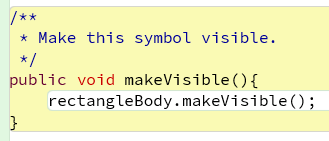 /**
 * Make this symbol visible.
 */
public void makeVisible(){
    rectangleBody.makeVisible();
}